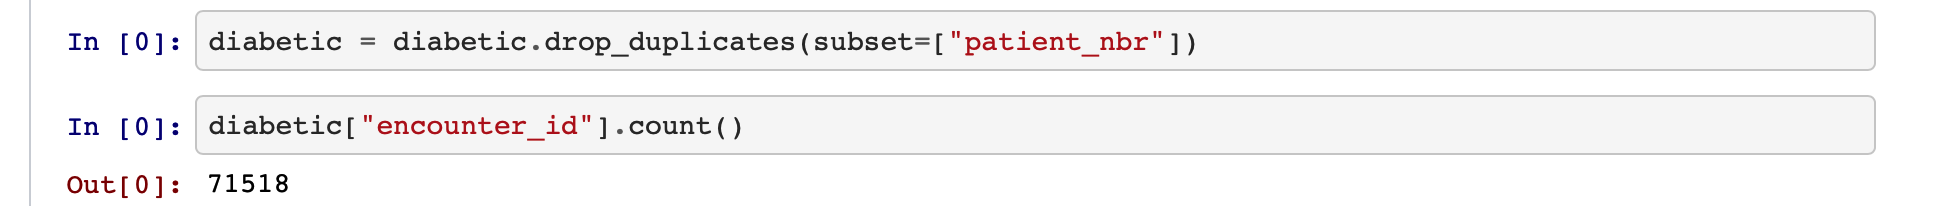 In [0]: diabetic = diabetic.drop_duplicates(subset=["patient_nbr"])
In [0]: diabetic["encounter_id"].count()
Out[0]: 71518